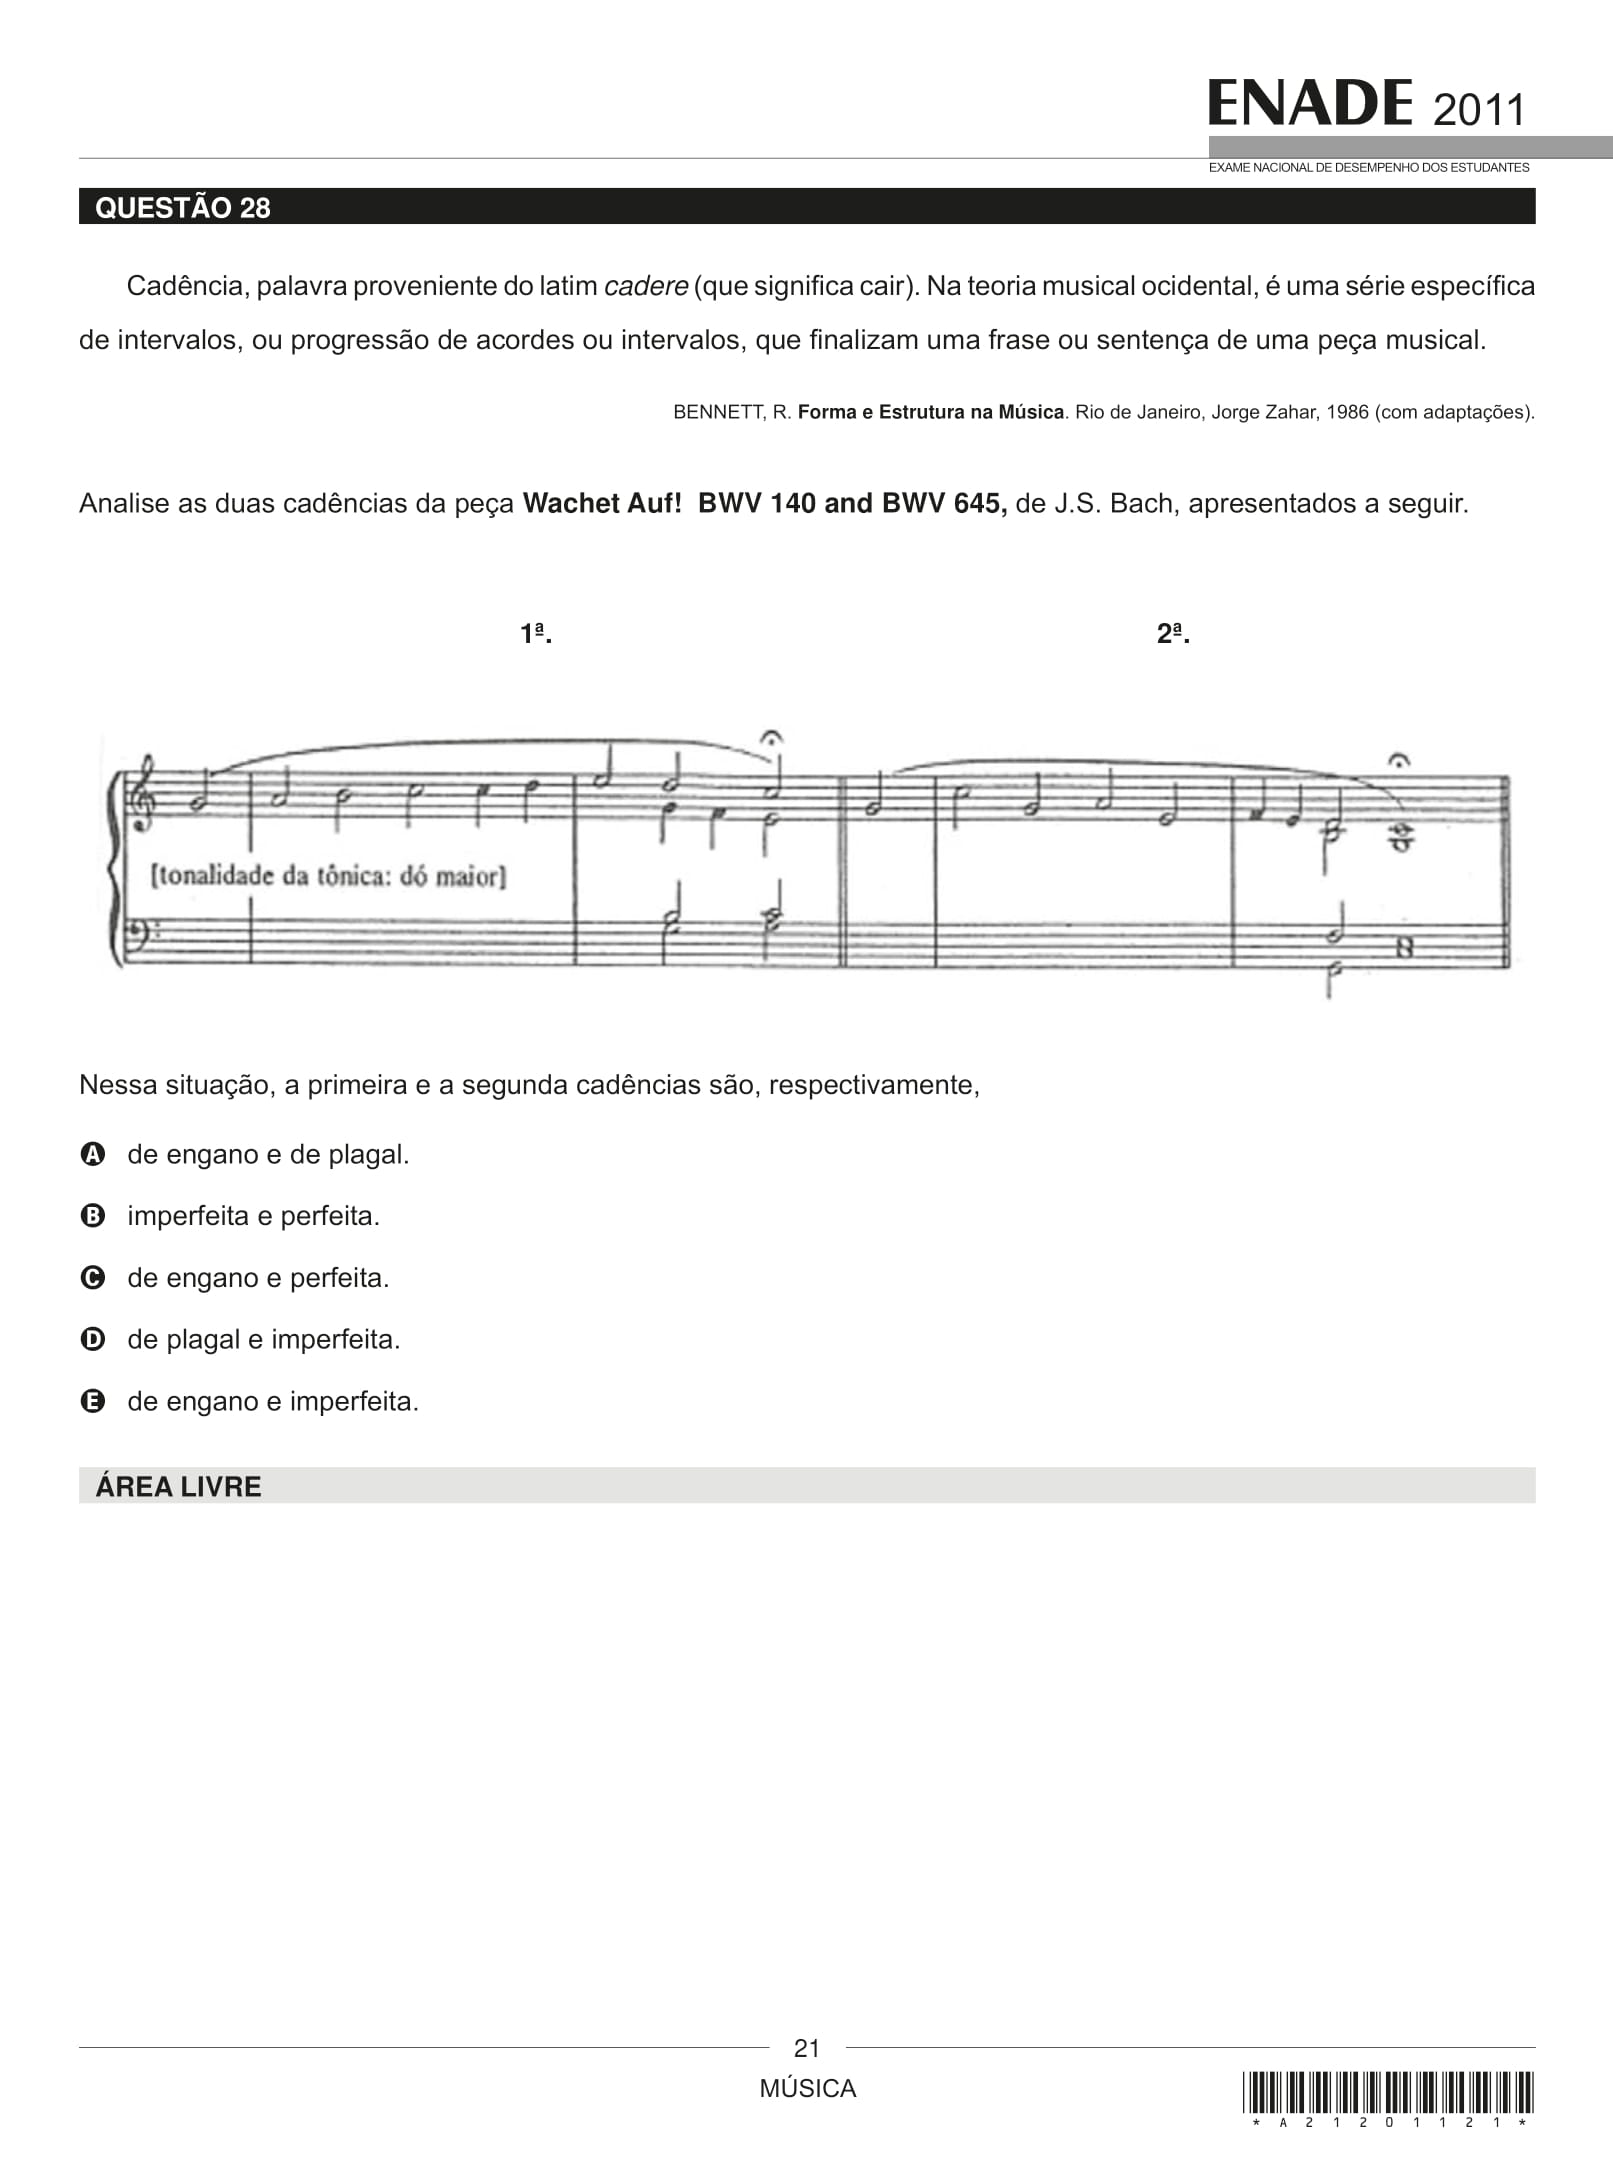 ENADE 2011
EXAME NACIONAL DE DESEMPENHO DOS ESTUDANTES
QUESTÃO 28
Cadência, palavra proveniente do latim cadere (que significa cair). Na teoria musical ocidental, é uma série específica
de intervalos, ou progressão de acordes ou intervalos, que finalizam uma frase ou sentença de uma peça musical.
BENNETT, R. Forma e Estrutura na Música. Rio de Janeiro, Jorge Zahar, 1986 (com adaptações).
Analise as duas cadências da peça Wachet Auf! BWV 140 and BWV 645, de J.S. Bach, apresentados a seguir.
1ª. 2ª.
[tonalidade da tônica: dó maior]
Nessa situação, a primeira e a segunda cadências são, respectivamente,
A de engano e de plagal.
B imperfeita e perfeita.
C de engano e perfeita.
D de plagal e imperfeita.
E de engano e imperfeita.
ÁREA LIVRE
21
MÚSICA
* A 2 1 2 0 1 1 2 1 *